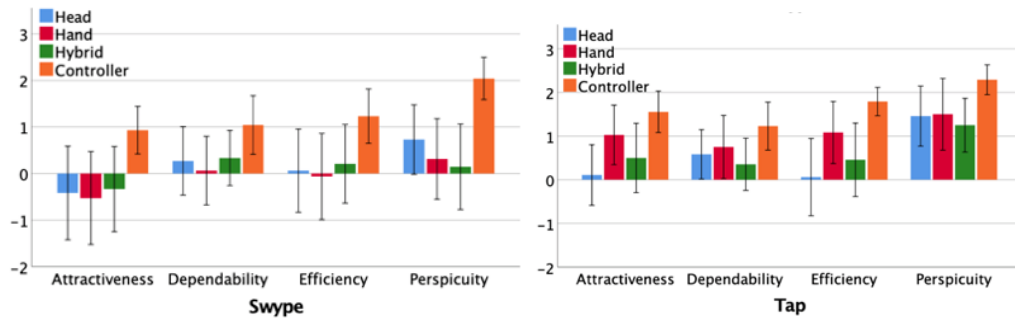 Head
Hand
Hybrid
Controller
3
2
1
0
-1
-2
Attractiveness Dependability Efficiency Perspicuity
Swype
Head
Hand
Hybrid
Controller
3
2
1
0
-1
-2
Attractiveness Dependability Efficiency Perspicuity
Tap